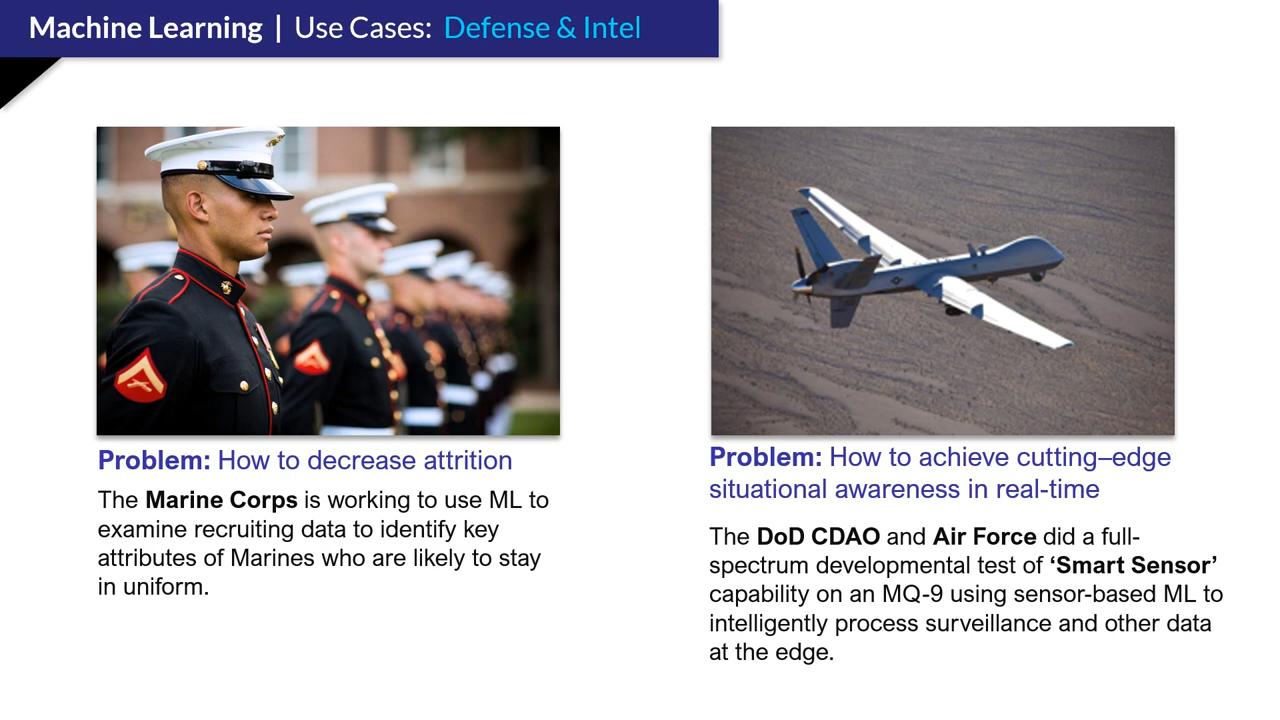 Machine Learning | Use Cases: Defense & Intel
Problem: How to decrease attrition
The Marine Corps is working to use ML to
examine recruiting data to identify key
attributes of Marines who are likely to stay
in uniform.
Problem: How to achieve cutting–edge
situational awareness in real-time
The DoD CDAO and Air Force did a full-
spectrum developmental test of ‘Smart Sensor’
capability on an MQ-9 using sensor-based ML to
intelligently process surveillance and other data
at the edge.